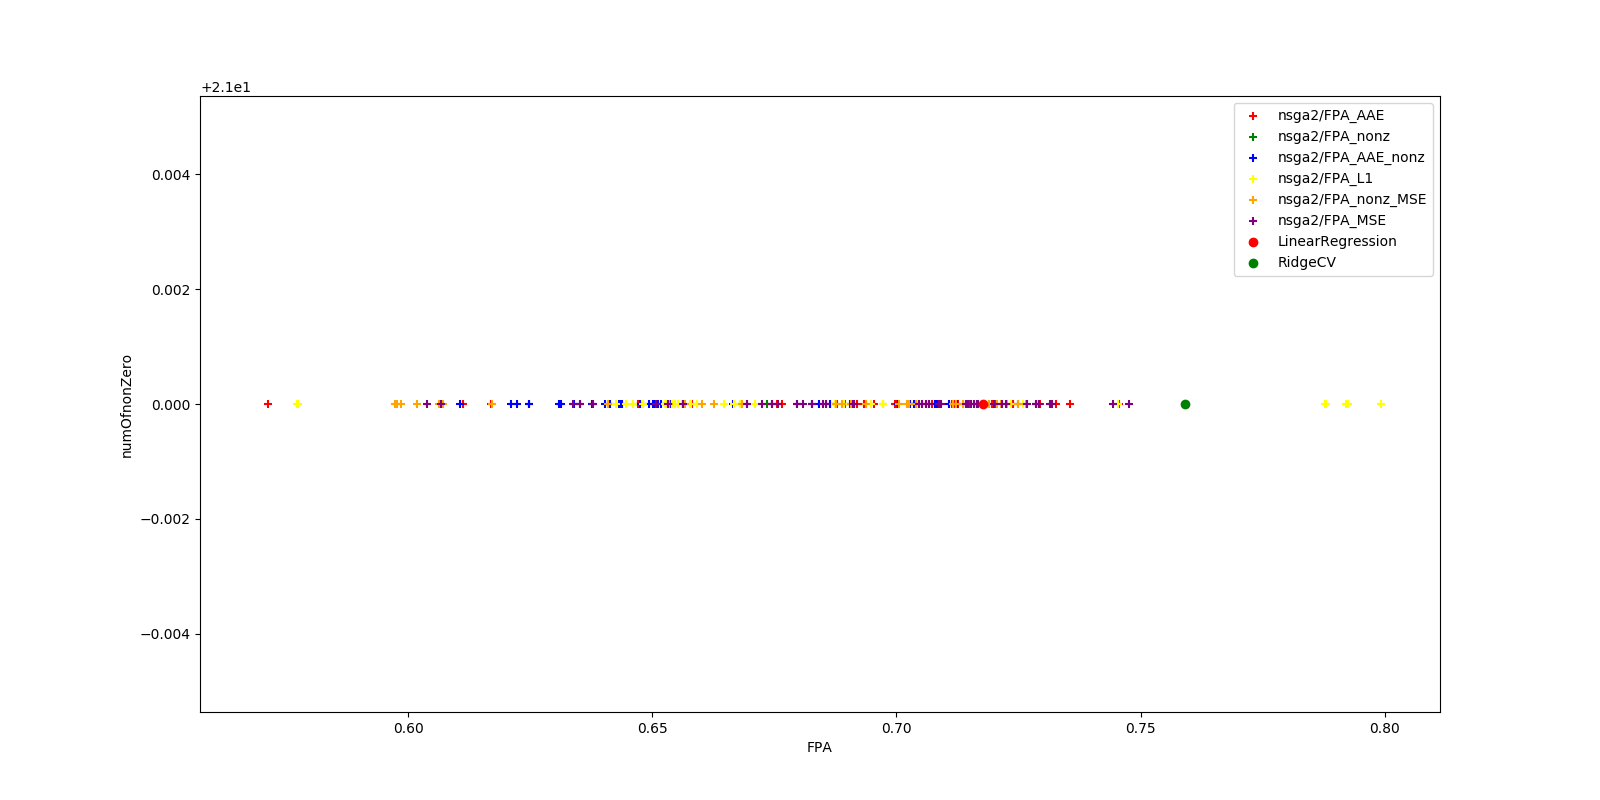 +2.1e1
nsga2/FPA_AAE
nsga2/FPA_nonz
nsga2/FPA_AAE_nonz
nsga2/FPA_L1
nsga2/FPA_nonz_MSE
nsga2/FPA_MSE
LinearRegression
RidgeCV
0.004
0.002
0.000
−0.002
−0.004
numOfnonZero
0.60
0.65
0.70
0.75
0.80
FPA